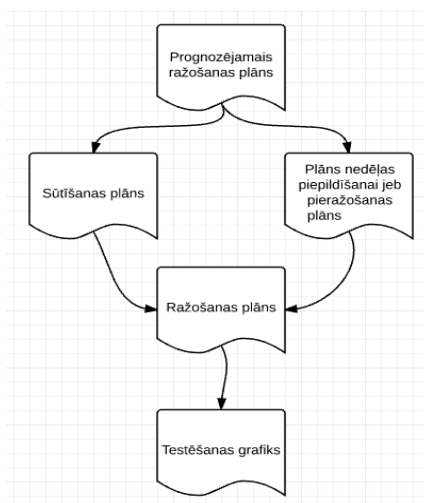 Prognozējamais
ražošanas plāns
Sūtīšanas plāns
Plāns nedēļas
piepildīšanai jeb
pieražošanas
plāns
Ražošanas plāns
Testēšanas grafiks